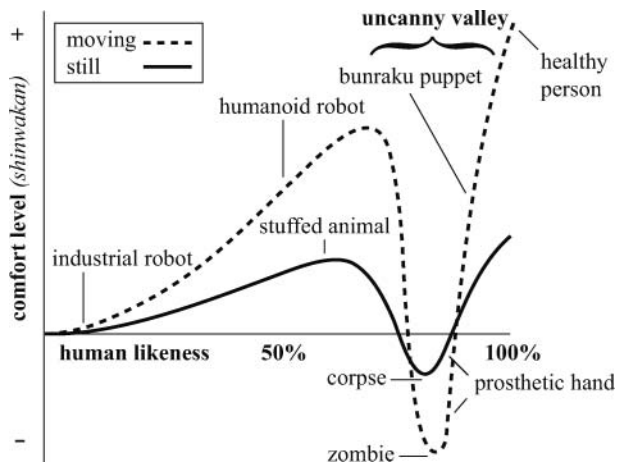 +
moving
still
uncanny valley
bunraku puppet
healthy
person
humanoid robot
comfort level (shinwakan)
stuffed animal
industrial robot
human likeness
50%
100%
corpse
prosthetic hand
–
zombie